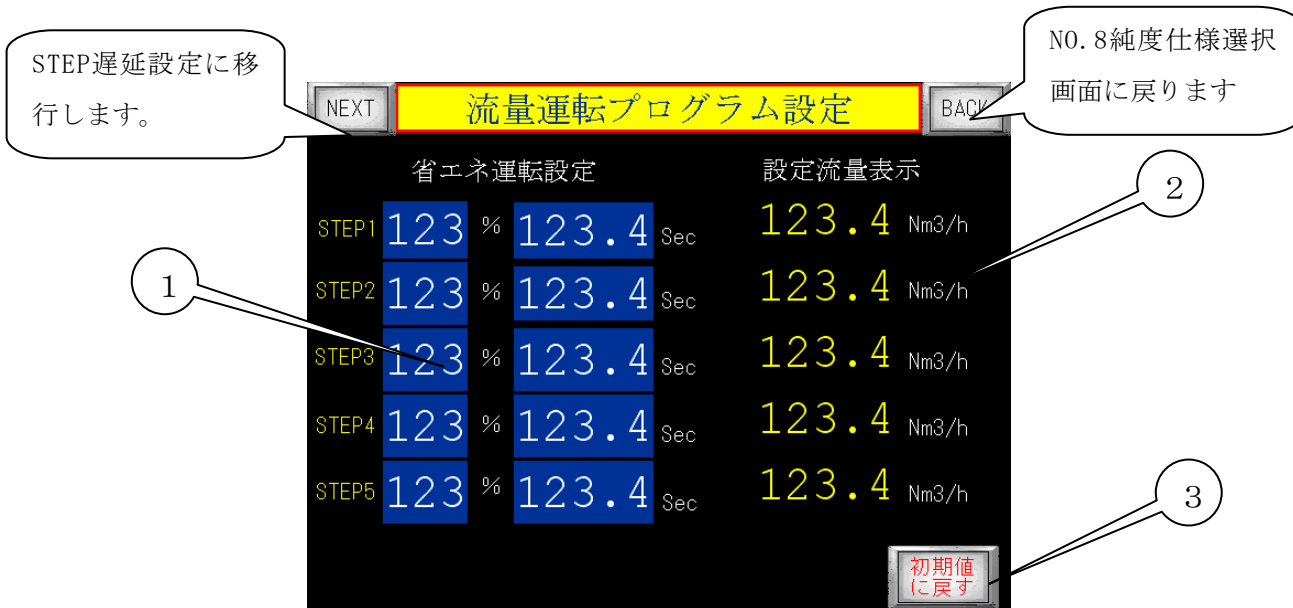 STEP遅延設定に移
行します。
NO.8純度仕様選択
画面に戻ります
NEXT 流量運転プログラム設定 BACK
省エネ運転設定 設定流量表示
STEP1 123 % 123.4 Sec 123.4 Nm3/h
STEP2 123 % 123.4 Sec 123.4 Nm3/h
STEP3 123 % 123.4 Sec 123.4 Nm3/h
STEP4 123 % 123.4 Sec 123.4 Nm3/h
STEP5 123 % 123.4 Sec 123.4 Nm3/h
1
2
3
初期値
に戻す